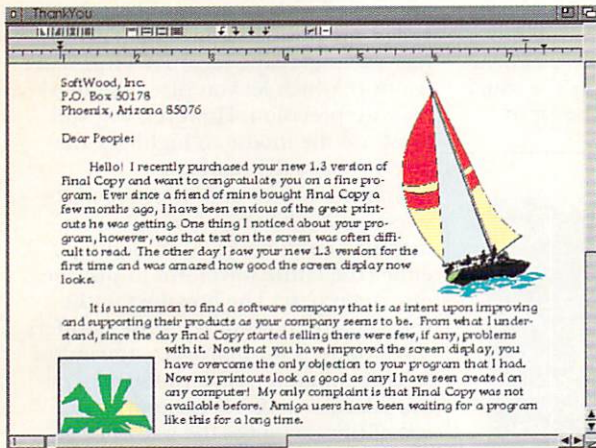 ThankYou
1
2
3
4
5
6
7
SoftWood, Inc.
P.O. Box 50178
Phoenix, Arizona 85076
Dear People:
Hello! I recently purchased your new 1.3 version of
Final Copy and want to congratulate you on a fine pro-
gram. Ever since a friend of mine bought Final Copy a
few months ago, I have been envious of the great print-
outs he was getting. One thing I noticed about your pro-
gram, however, was that text on the screen was often diffi-
cult to read. The other day I saw your new 1.3 version for the
first time and was amazed how good the screen display now
looks.
It is uncommon to find a software company that is as intent upon improving
and supporting their products as your company seems to be. From what I under-
stand, since the day Final Copy started selling there were few, if any, problems
with it. Now that you have improved the screen display, you
have overcome the only objection to your program that I had.
Now my printouts look as good as any I have seen created on
any computer! My only complaint is that Final Copy was not
available before. Amiga users have been waiting for a program
like this for a long time.
1